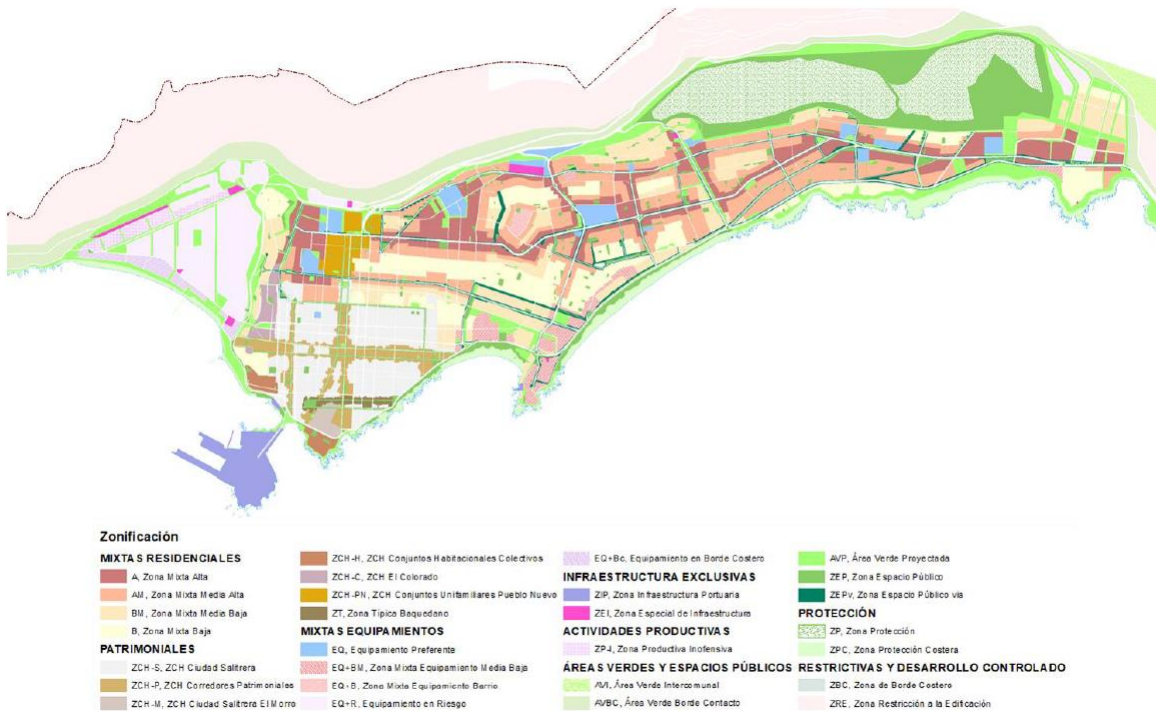 Zonificación
MIXTAS RESIDENCIALES
A, Zona Mixta Alta
AM, Zona Mixta Media Alta
BM, Zona Mixta Media Baja
B, Zona Mixta Baja
PATRIMONIALES
ZCH-S, ZCH Ciudad Salitrera
ZCH-P, ZCH Corredores Patrimoniales
ZCH-M, ZCH Ciudad Salitrera El Morro
ZCH-H, ZCH Conjuntos Habitacionales Colectivos
ZCH-C, ZCH El Colorado
ZCH-PN, ZCH Conjuntos Unifamiliares Pueblo Nuevo
ZT, Zona Típica Baquedano
MIXTAS EQUIPAMIENTOS
EQ, Equipamiento Preferente
EQ+BM, Zona Mixta Equipamiento Media Baja
EQ+B, Zona Mixta Equipamiento Barrio
EQ+R, Equipamiento en Riesgo
EQ+Bc, Equipamiento en Borde Costero
INFRAESTRUCTURA EXCLUSIVAS
ZIP, Zona Infraestructura Portuaria
ZEI, Zona Especial de Infraestructura
ACTIVIDADES PRODUCTIVAS
ZP-I, Zona Productiva Inofensiva
ÁREAS VERDES Y ESPACIOS PÚBLICOS
AVI, Área Verde Intercomunal
AVBC, Área Verde Borde Contacto
AVP, Área Verde Proyectada
ZEP, Zona Espacio Público
ZEPv, Zona Espacio Público vía
PROTECCIÓN
ZP, Zona Protección
ZPC, Zona Protección Costera
RESTRICTIVAS Y DESARROLLO CONTROLADO
ZBC, Zona de Borde Costero
ZRE, Zona Restricción a la Edificación